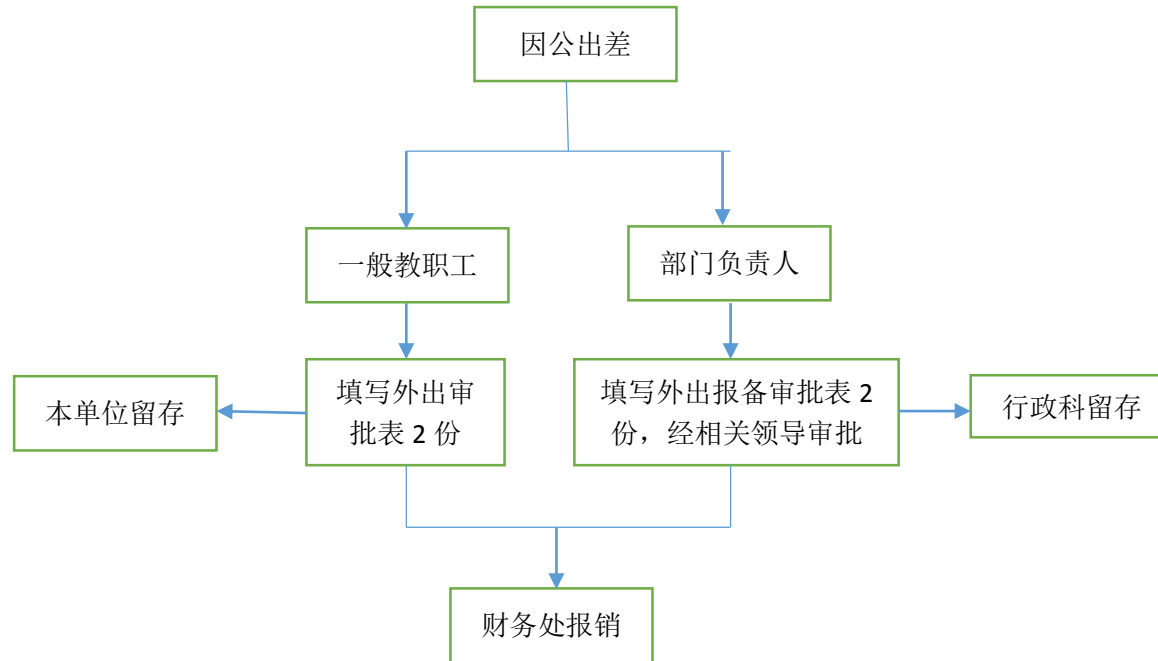 因公出差
一般教职工
部门负责人
本单位留存
填写外出审
批表 2 份
填写外出报备审批表 2
份，经相关领导审批
行政科留存
财务处报销